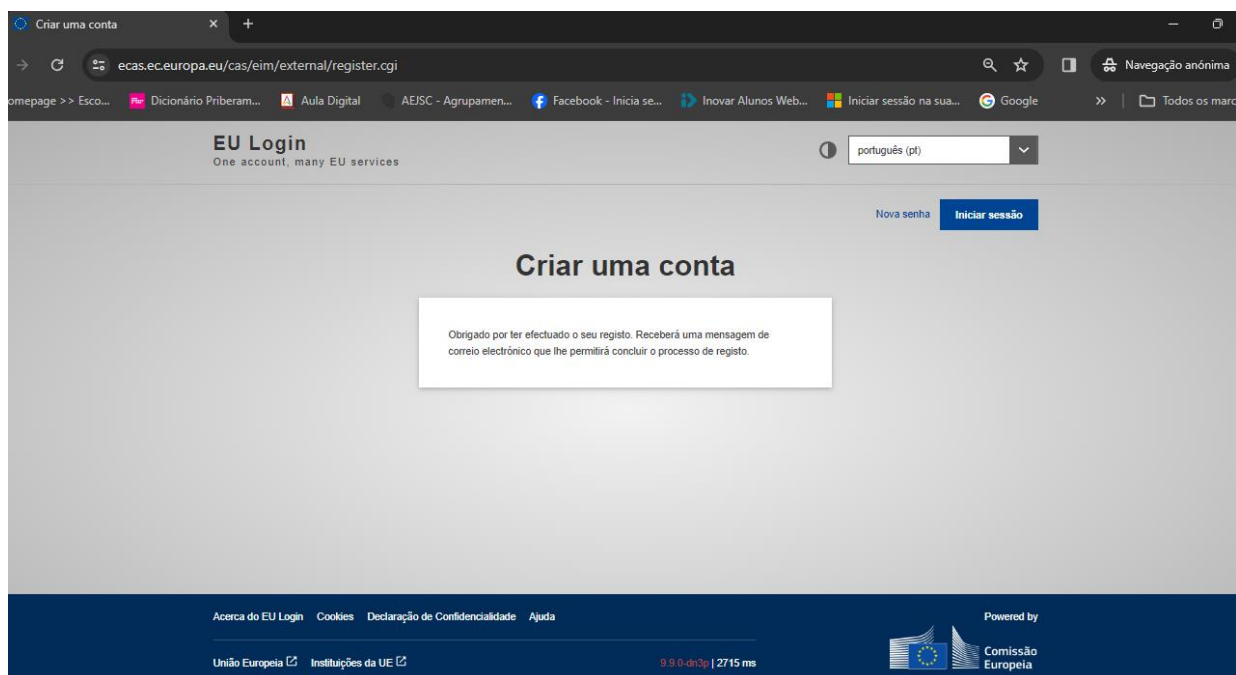 Criar uma conta
ecas.ec.europa.eu/cas/eim/external/register.cgi
Navegação anónima
omepage >> Esco...
Dicionário Priberam...
Aula Digital
AEJSC - Agrupamen...
Facebook - Inicia se...
Inovar Alunos Web...
Iniciar sessão na sua...
Google
»
Todos os marc
EU Login
One account, many EU services
português (pt)
Nova senha
Iniciar sessão
Criar uma conta
Obrigado por ter efectuado o seu registo. Receberá uma mensagem de
correio electrónico que lhe permitirá concluir o processo de registo.
Acerca do EU Login Cookies Declaração de Confidencialidade Ajuda
Powered by
União Europeia Instituições da UE
9.9.0-dn3p | 2715 ms
Comissão
Europeia